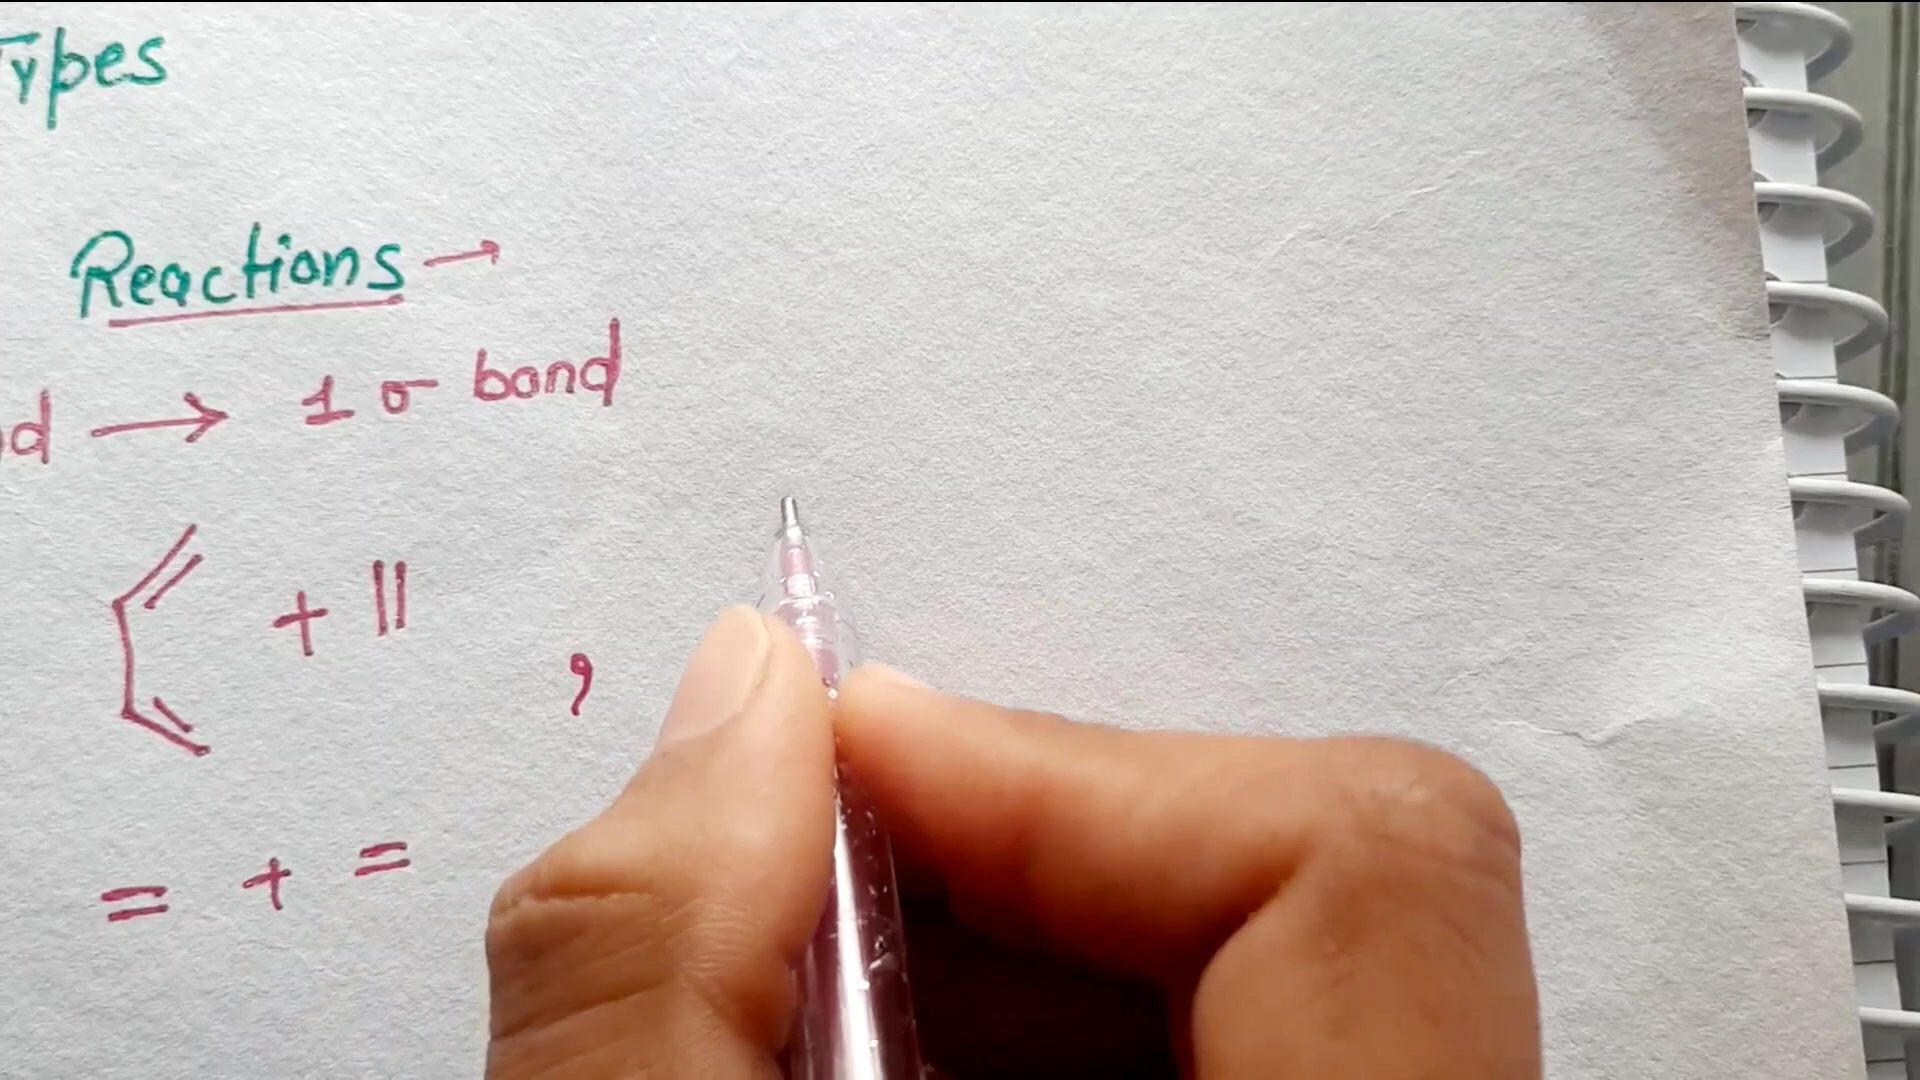 Types
Reactions →
d → 1 σ bond
+ ||
,
= + =